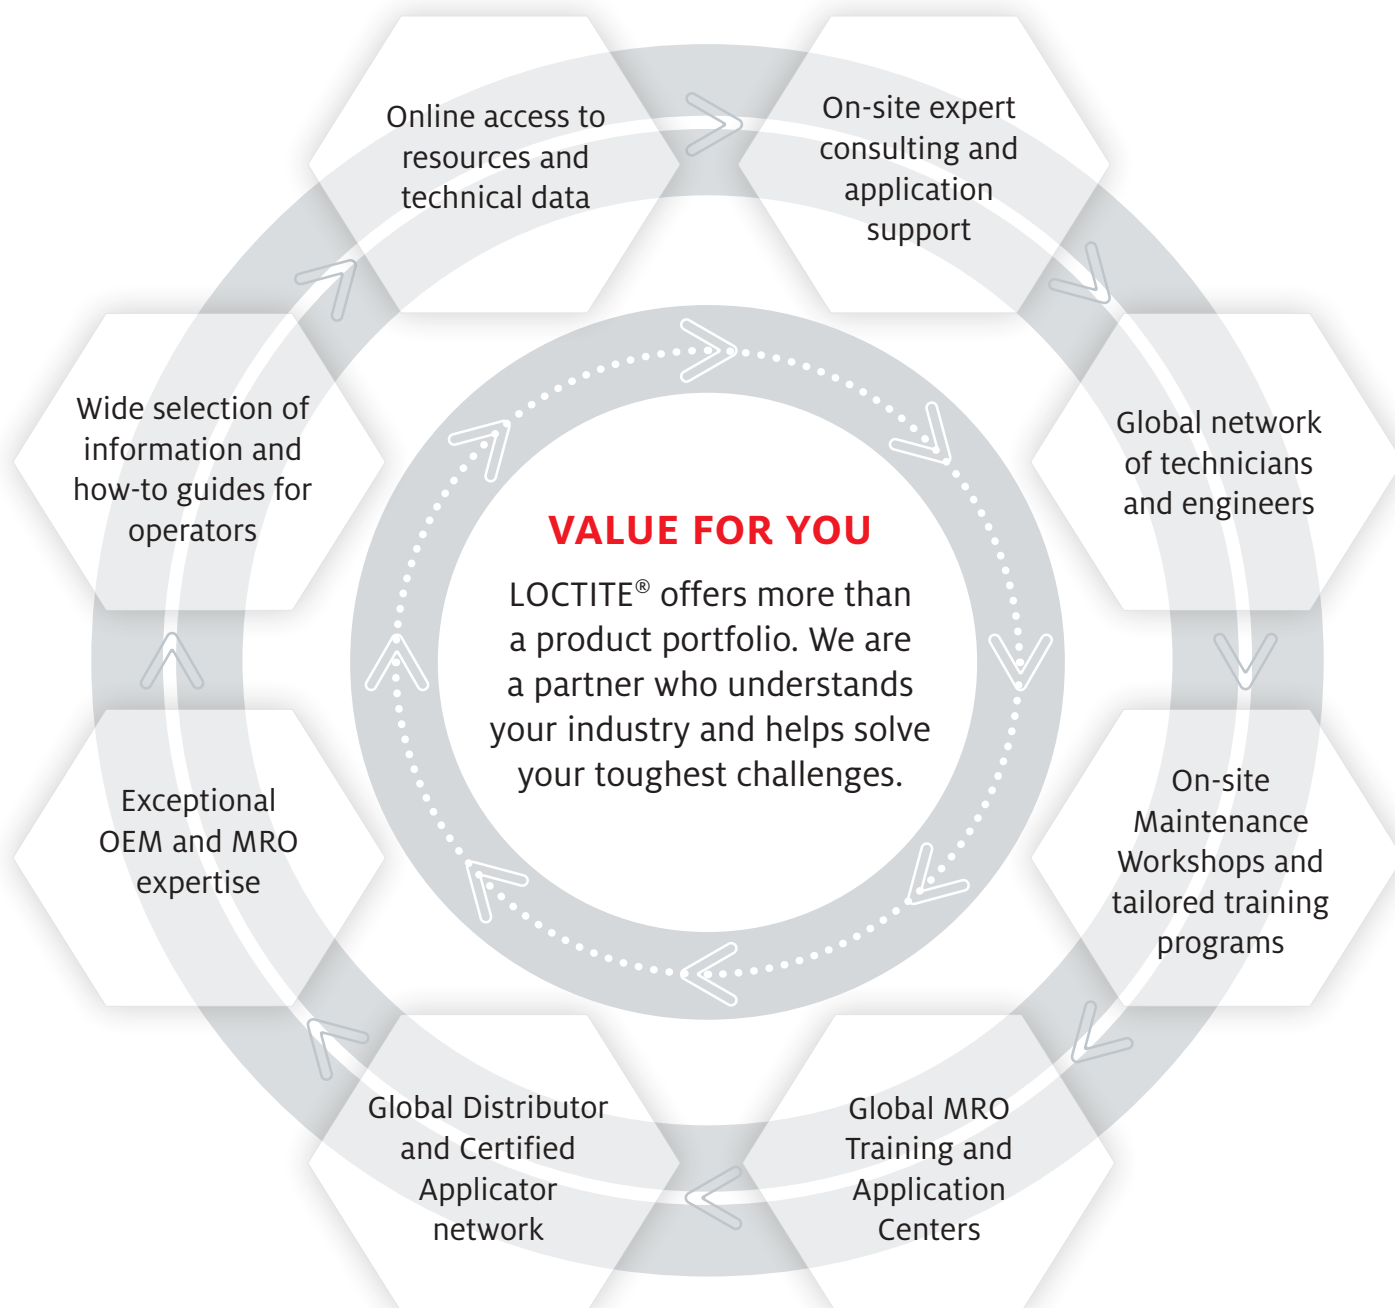 Online access to
resources and
technical data
On-site expert
consulting and
application
support
Global network
of technicians
and engineers
On-site
Maintenance
Workshops and
tailored training
programs
Global MRO
Training and
Application
Centers
Global Distributor
and Certified
Applicator
network
Exceptional
OEM and MRO
expertise
Wide selection of
information and
how-to guides for
operators
VALUE FOR YOU
LOCTITE® offers more than
a product portfolio. We are
a partner who understands
your industry and helps solve
your toughest challenges.